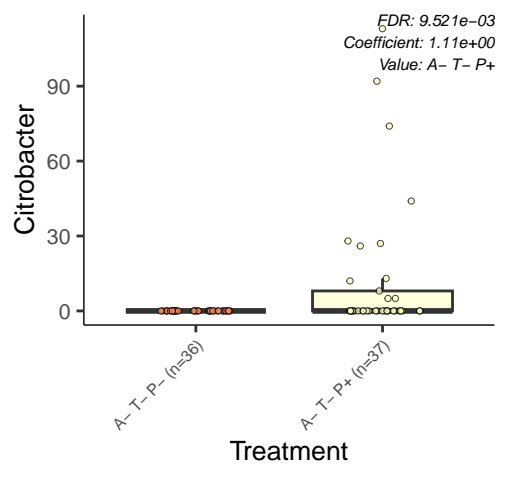 FDR: 9.521e−03
Coefficient: 1.11e+00
Value: A− T− P+
Citrobacter
90
60
30
0
A− T− P− (n=36)
A− T− P+ (n=37)
Treatment